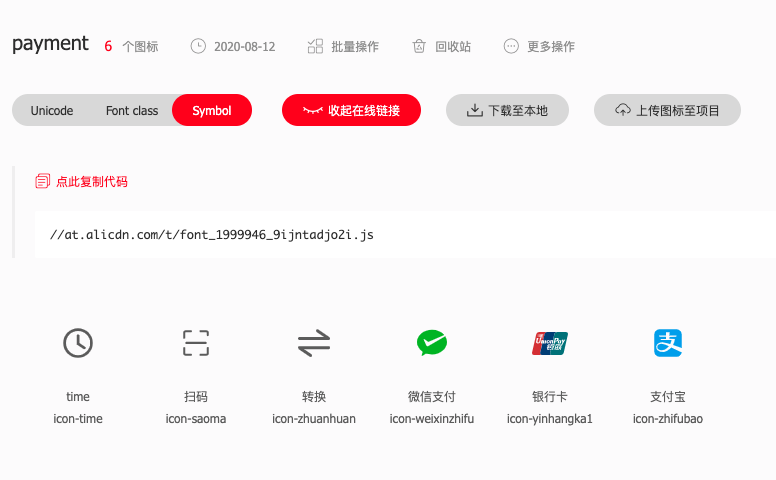 payment 6 个图标 2020-08-12 批量操作 回收站 更多操作
Unicode Font class Symbol 收起在线链接 下载至本地 上传图标至项目
点此复制代码
//at.alicdn.com/t/font_1999946_9ijntadjo2i.js
UnionPay
银联
支
time 扫码 转换 微信支付 银行卡 支付宝
icon-time icon-saoma icon-zhuanhuan icon-weixinzhifu icon-yinhangka1 icon-zhifubao